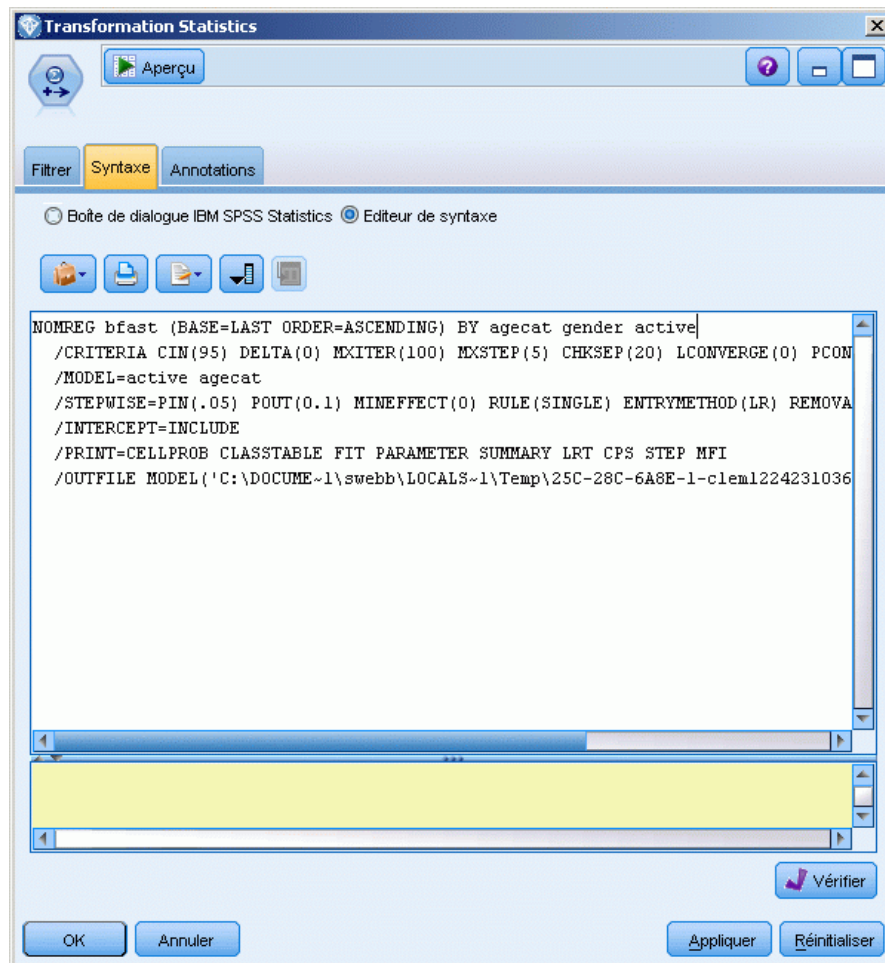 Transformation Statistics
Aperçu
Filtrer Syntaxe Annotations
Boîte de dialogue IBM SPSS Statistics Editeur de syntaxe
NOMREG bfast (BASE=LAST ORDER=ASCENDING) BY agecat gender active
/CRITERIA CIN(95) DELTA(0) MXITER(100) MXSTEP(5) CHKSEP(20) LCONVERGE(0) PCON
/MODEL=active agecat
/STEPWISE=PIN(.05) POUT(0.1) MINEFFECT(0) RULE(SINGLE) ENTRYMETHOD(LR) REMOVA
/INTERCEPT=INCLUDE
/PRINT=CELLPROB CLASSTABLE FIT PARAMETER SUMMARY LRT CPS STEP MFI
/OUTFILE MODEL('C:\DOCUME~1\swebb\LOCALS~1\Temp\25C-28C-6A8E-1-clem1224231036
Vérifier
OK Annuler Appliquer Réinitialiser